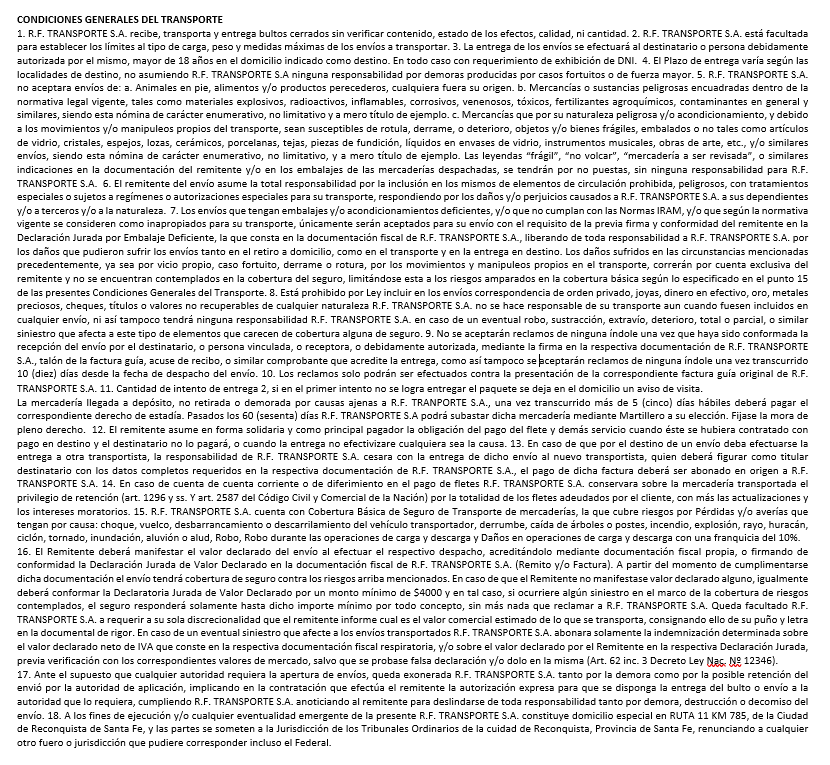 CONDICIONES GENERALES DEL TRANSPORTE
1. R.F. TRANSPORTE S.A. recibe, transporta y entrega bultos cerrados sin verificar contenido, estado de los efectos, calidad, ni cantidad. 2. R.F. TRANSPORTE S.A. está facultada
para establecer los límites al tipo de carga, peso y medidas máximas de los envíos a transportar. 3. La entrega de los envíos se efectuará al destinatario o persona debidamente
autorizada por el mismo, mayor de 18 años en el domicilio indicado como destino. En todo caso con requerimiento de exhibición de DNI. 4. El Plazo de entrega varía según las
localidades de destino, no asumiendo R.F. TRANSPORTE S.A ninguna responsabilidad por demoras producidas por casos fortuitos o de fuerza mayor. 5. R.F. TRANSPORTE S.A.
no aceptara envíos de: a. Animales en pie, alimentos y/o productos perecederos, cualquiera fuera su origen. b. Mercancías o sustancias peligrosas encuadradas dentro de la
normativa legal vigente, tales como materiales explosivos, radioactivos, inflamables, corrosivos, venenosos, tóxicos, fertilizantes agroquímicos, contaminantes en general y
similares, siendo esta nómina de carácter enumerativo, no limitativo y a mero título de ejemplo. c. Mercancías que por su naturaleza y/o acondicionamiento, y debido
a los movimientos y/o manipuleos propios del transporte, sean susceptibles de rotula, derrame, o deterioro, objetos y/o bienes frágiles, embalados o no tales como artículos
de vidrio, cristales, espejos, lozas, cerámicos, porcelanas, tejas, piezas de fundición, líquidos en envases de vidrio, instrumentos musicales, obras de arte, etc., y/o similares
envíos, siendo esta nómina de carácter enumerativo, no limitativo, y a mero título de ejemplo. Las leyendas “frágil”, “no volcar”, “mercadería a ser revisada”, o similares
indicaciones en la documentación del remitente y/o en los embalajes de las mercaderías despachadas, se tendrán por no puestas, sin ninguna responsabilidad para R.F.
TRANSPORTE S.A. 6. El remitente del envío asume la total responsabilidad por la inclusión en los mismos de elementos de circulación prohibida, peligrosos, con tratamientos
especiales o sujetos a regímenes o autorizaciones especiales para su transporte, respondiendo por los daños y/o perjuicios causados a R.F. TRANSPORTE S.A. a sus dependientes
y/o a terceros y/o a la naturaleza. 7. Los envíos que tengan embalajes y/o acondicionamientos deficientes, y/o que no cumplan con las Normas IRAM, y/o que según la normativa
vigente se consideren como inapropiados para su transporte, únicamente serán aceptados para su envío con el requisito de la previa firma y conformidad del remitente en la
Declaración Jurada por Embalaje Deficiente, la que consta en la documentación fiscal de R.F. TRANSPORTE S.A., liberando de toda responsabilidad a R.F. TRANSPORTE S.A. por
los daños que pudieron sufrir los envíos tanto en el retiro a domicilio, como en el transporte y en la entrega en destino. Los daños sufridos en las circunstancias mencionadas
precedentemente, ya sea por vicio propio, caso fortuito, derrame o rotura, por los movimientos y manipuleos propios en el transporte, correrán por cuenta exclusiva del
remitente y no se encuentran contemplados en la cobertura del seguro, limitándose esta a los riesgos amparados en la cobertura básica según lo especificado en el punto 15
de las presentes Condiciones Generales del Transporte. 8. Está prohibido por Ley incluir en los envíos correspondencia de orden privado, joyas, dinero en efectivo, oro, metales
preciosos, cheques, títulos o valores no recuperables de cualquier naturaleza R.F. TRANSPORTE S.A. no se hace responsable de su transporte aun cuando fuesen incluidos en
cualquier envío, ni así tampoco tendrá ninguna responsabilidad R.F. TRANSPORTE S.A. en caso de un eventual robo, sustracción, extravío, deterioro, total o parcial, o similar
siniestro que afecta a este tipo de elementos que carecen de cobertura alguna de seguro. 9. No se aceptarán reclamos de ninguna índole una vez que haya sido conformada la
recepción del envío por el destinatario, o persona vinculada, o receptora, o debidamente autorizada, mediante la firma en la respectiva documentación de R.F. TRANSPORTE
S.A., talón de la factura guía, acuse de recibo, o similar comprobante que acredite la entrega, como así tampoco se aceptarán reclamos de ninguna índole una vez transcurrido
10 (diez) días desde la fecha de despacho del envío. 10. Los reclamos solo podrán ser efectuados contra la presentación de la correspondiente factura guía original de R.F.
TRANSPORTE S.A. 11. Cantidad de intento de entrega 2, si en el primer intento no se logra entregar el paquete se deja en el domicilio un aviso de visita.
La mercadería llegada a depósito, no retirada o demorada por causas ajenas a R.F. TRANPORTE S.A., una vez transcurrido más de 5 (cinco) días hábiles deberá pagar el
correspondiente derecho de estadía. Pasados los 60 (sesenta) días R.F. TRANSPORTE S.A podrá subastar dicha mercadería mediante Martillero a su elección. Fijase la mora de
pleno derecho. 12. El remitente asume en forma solidaria y como principal pagador la obligación del pago del flete y demás servicio cuando éste se hubiera contratado con
pago en destino y el destinatario no lo pagará, o cuando la entrega no efectivizare cualquiera sea la causa. 13. En caso de que por el destino de un envío deba efectuarse la
entrega a otra transportista, la responsabilidad de R.F. TRANSPORTE S.A. cesara con la entrega de dicho envío al nuevo transportista, quien deberá figurar como titular
destinatario con los datos completos requeridos en la respectiva documentación de R.F. TRANSPORTE S.A., el pago de dicha factura deberá ser abonado en origen a R.F.
TRANSPORTE S.A. 14. En caso de cuenta de cuenta corriente o de diferimiento en el pago de fletes R.F. TRANSPORTE S.A. conservara sobre la mercadería transportada el
privilegio de retención (art. 1296 y ss. Y art. 2587 del Código Civil y Comercial de la Nación) por la totalidad de los fletes adeudados por el cliente, con más las actualizaciones y
los intereses moratorios. 15. R.F. TRANSPORTE S.A. cuenta con Cobertura Básica de Seguro de Transporte de mercaderías, la que cubre riesgos por Pérdidas y/o averías que
tengan por causa: choque, vuelco, desbarrancamiento o descarrilamiento del vehículo transportador, derrumbe, caída de árboles o postes, incendio, explosión, rayo, huracán,
ciclón, tornado, inundación, aluvión o alud, Robo, Robo durante las operaciones de carga y descarga y Daños en operaciones de carga y descarga con una franquicia del 10%.
16. El Remitente deberá manifestar el valor declarado del envío al efectuar el respectivo despacho, acreditándolo mediante documentación fiscal propia, o firmando de
conformidad la Declaración Jurada de Valor Declarado en la documentación fiscal de R.F. TRANSPORTE S.A. (Remito y/o Factura). A partir del momento de cumplimentarse
dicha documentación el envío tendrá cobertura de seguro contra los riesgos arriba mencionados. En caso de que el Remitente no manifestase valor declarado alguno, igualmente
deberá conformar la Declaratoria Jurada de Valor Declarado por un monto mínimo de $4000 y en tal caso, si ocurriere algún siniestro en el marco de la cobertura de riesgos
contemplados, el seguro responderá solamente hasta dicho importe mínimo por todo concepto, sin más nada que reclamar a R.F. TRANSPORTE S.A. Queda facultado R.F.
TRANSPORTE S.A. a requerir a su sola discrecionalidad que el remitente informe cual es el valor comercial estimado de lo que se transporta, consignando ello de su puño y letra
en la documental de rigor. En caso de un eventual siniestro que afecte a los envíos transportados R.F. TRANSPORTE S.A. abonara solamente la indemnización determinada sobre
el valor declarado neto de IVA que conste en la respectiva documentación fiscal respiratoria, y/o sobre el valor declarado por el Remitente en la respectiva Declaración Jurada,
previa verificación con los correspondientes valores de mercado, salvo que se probase falsa declaración y/o dolo en la misma (Art. 62 inc. 3 Decreto Ley Nac. Nº 12346).
17. Ante el supuesto que cualquier autoridad requiera la apertura de envíos, queda exonerada R.F. TRANSPORTE S.A. tanto por la demora como por la posible retención del
envió por la autoridad de aplicación, implicando en la contratación que efectúa el remitente la autorización expresa para que se disponga la entrega del bulto o envío a la
autoridad que lo requiera, cumpliendo R.F. TRANSPORTE S.A. anoticiando al remitente para deslindarse de toda responsabilidad tanto por demora, destrucción o decomiso del
envío. 18. A los fines de ejecución y/o cualquier eventualidad emergente de la presente R.F. TRANSPORTE S.A. constituye domicilio especial en RUTA 11 KM 785, de la Ciudad
de Reconquista de Santa Fe, y las partes se someten a la Jurisdicción de los Tribunales Ordinarios de la cuidad de Reconquista, Provincia de Santa Fe, renunciando a cualquier
otro fuero o jurisdicción que pudiere corresponder incluso el Federal.